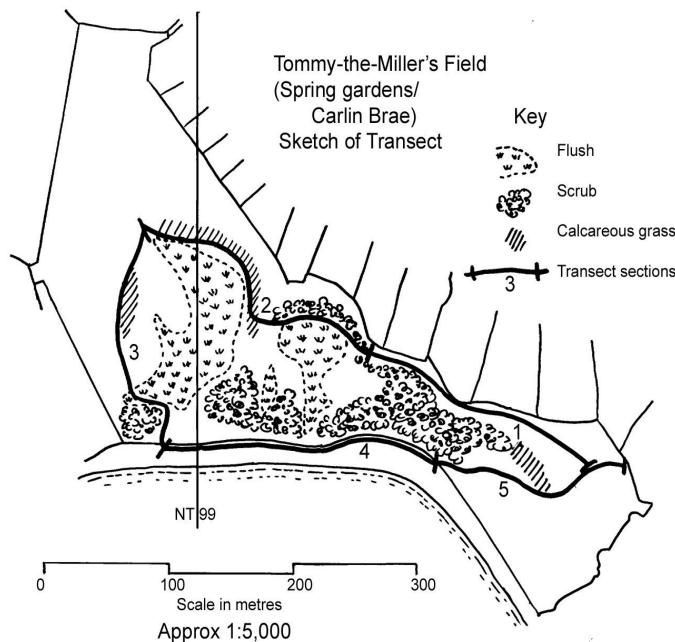 Tommy-the-Miller's Field
(Spring gardens/
Carlin Brae)
Sketch of Transect
Key
Flush
Scrub
Calcareous grass
Transect sections
3
2
3
1
4
5
NT 99
0
100
200
300
Scale in metres
Approx 1:5,000